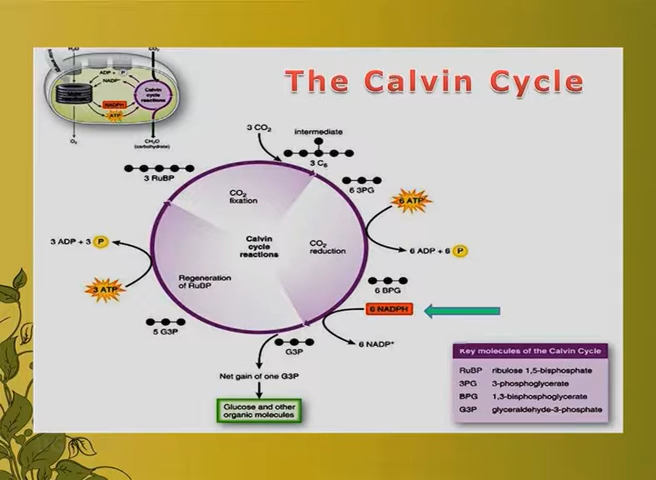 The Calvin Cycle
H₂O
CO₂
ADP + P
NADP⁺
NADPH
ATP
Calvin
cycle
reactions
O₂
CH₂O
(carbohydrate)
3 CO₂
intermediate
3 C₆
3 RuBP
6 3PG
6 ATP
CO₂
fixation
3 ADP + 3 P
Calvin
cycle
reactions
CO₂
reduction
6 ADP + 6 P
Regeneration
of RuBP
3 ATP
6 BPG
6 NADPH
5 G3P
G3P
6 NADP⁺
Net gain of one G3P
Glucose and other
organic molecules
Key molecules of the Calvin Cycle
RuBP ribulose 1,5-bisphosphate
3PG 3-phosphoglycerate
BPG 1,3-bisphosphoglycerate
G3P glyceraldehyde-3-phosphate